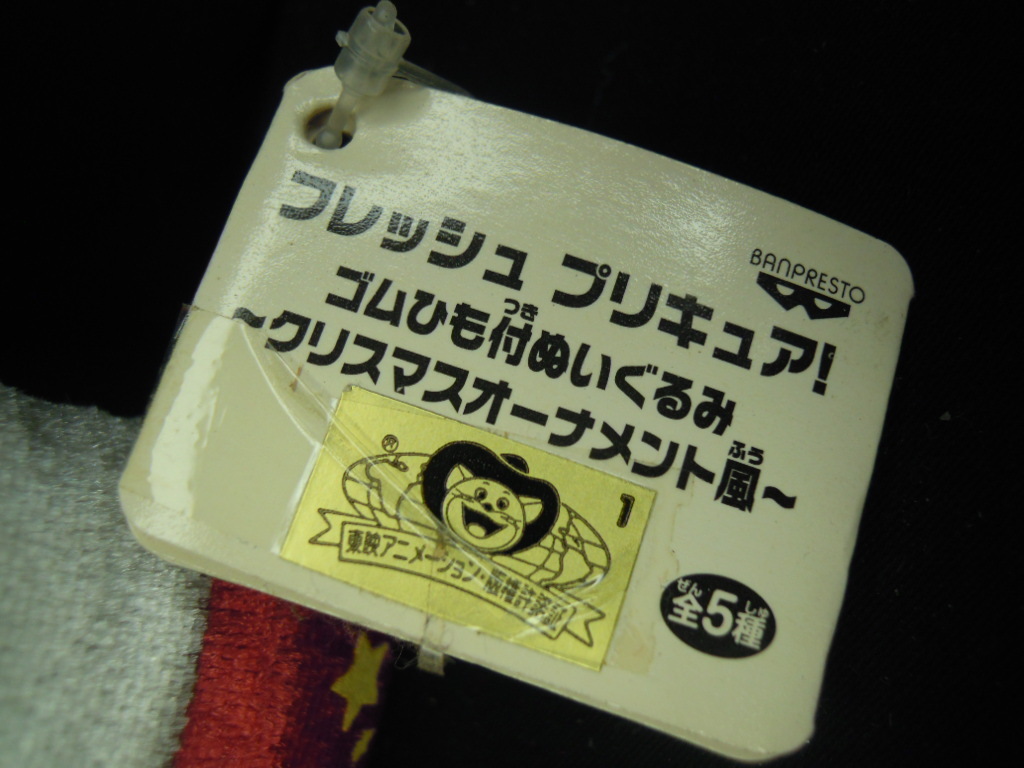 フレッシュ プリキュア!
BANPRESTO
ゴムひも付ぬいぐるみ
つき
~クリスマスオーナメント風~
ふう
1
東映アニメーション・版権許諾証
全5種
ぜん しゅ